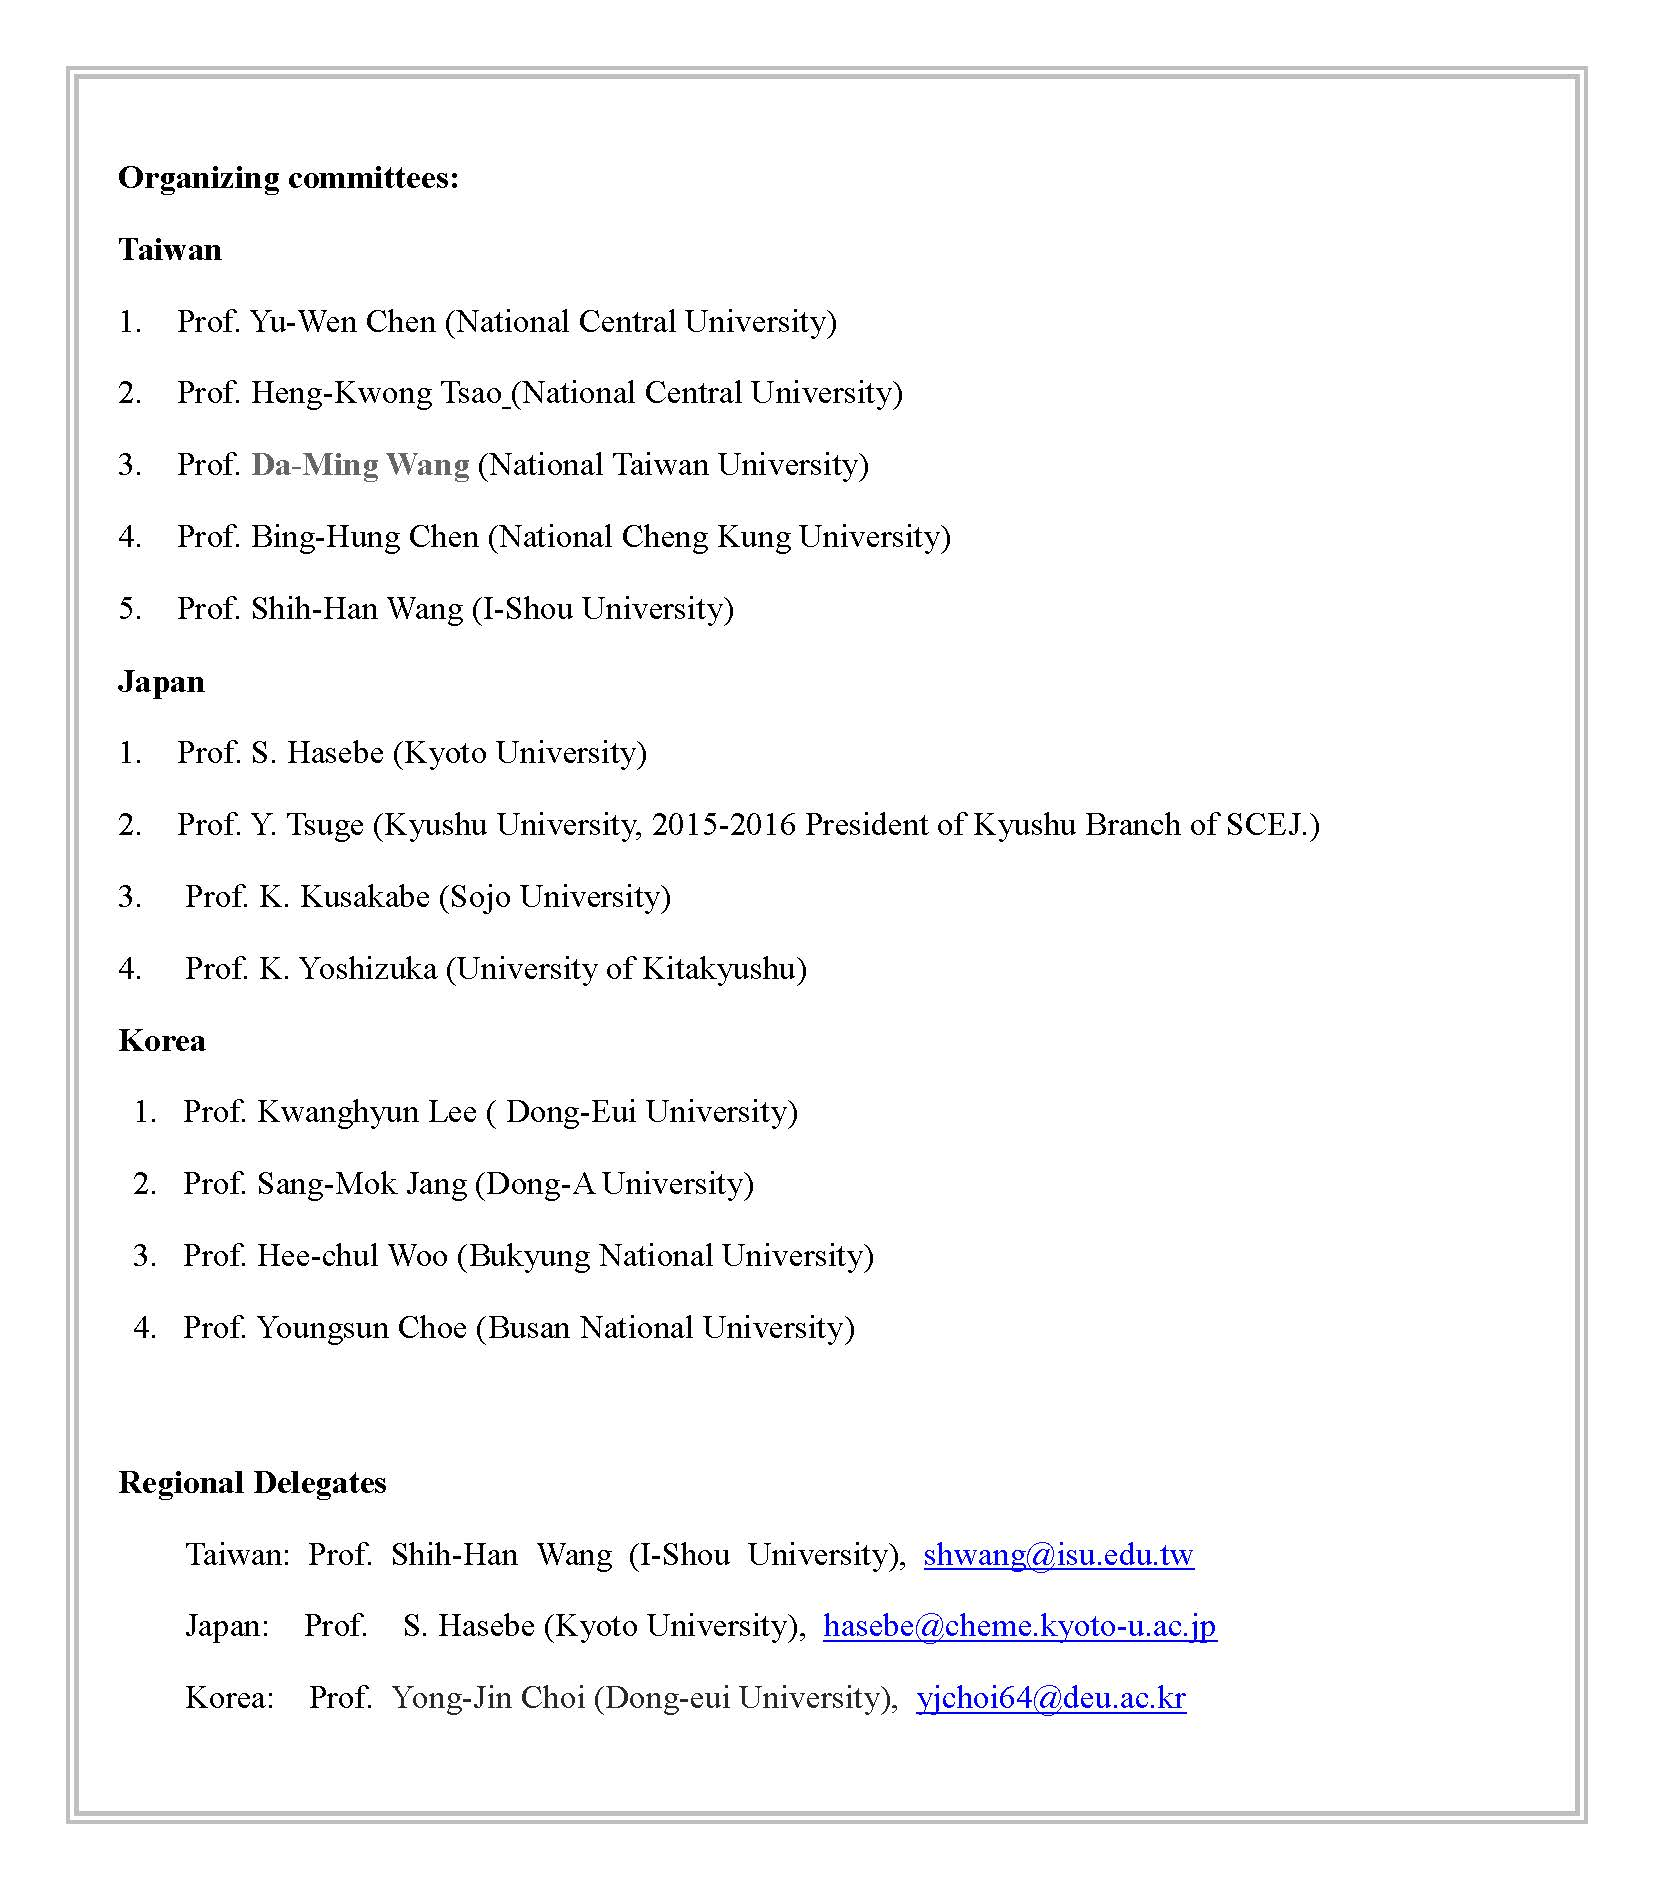 Organizing committees:
Taiwan
1. Prof. Yu-Wen Chen (National Central University)
2. Prof. Heng-Kwong Tsao (National Central University)
3. Prof. Da-Ming Wang (National Taiwan University)
4. Prof. Bing-Hung Chen (National Cheng Kung University)
5. Prof. Shih-Han Wang (I-Shou University)
Japan
1. Prof. S. Hasebe (Kyoto University)
2. Prof. Y. Tsuge (Kyushu University, 2015-2016 President of Kyushu Branch of SCEJ.)
3. Prof. K. Kusakabe (Sojo University)
4. Prof. K. Yoshizuka (University of Kitakyushu)
Korea
1. Prof. Kwanghyun Lee ( Dong-Eui University)
2. Prof. Sang-Mok Jang (Dong-A University)
3. Prof. Hee-chul Woo (Bukyung National University)
4. Prof. Youngsun Choe (Busan National University)
Regional Delegates
Taiwan: Prof. Shih-Han Wang (I-Shou University), shwang@isu.edu.tw
Japan: Prof. S. Hasebe (Kyoto University), hasebe@cheme.kyoto-u.ac.jp
Korea: Prof. Yong-Jin Choi (Dong-eui University), yjchoi64@deu.ac.kr